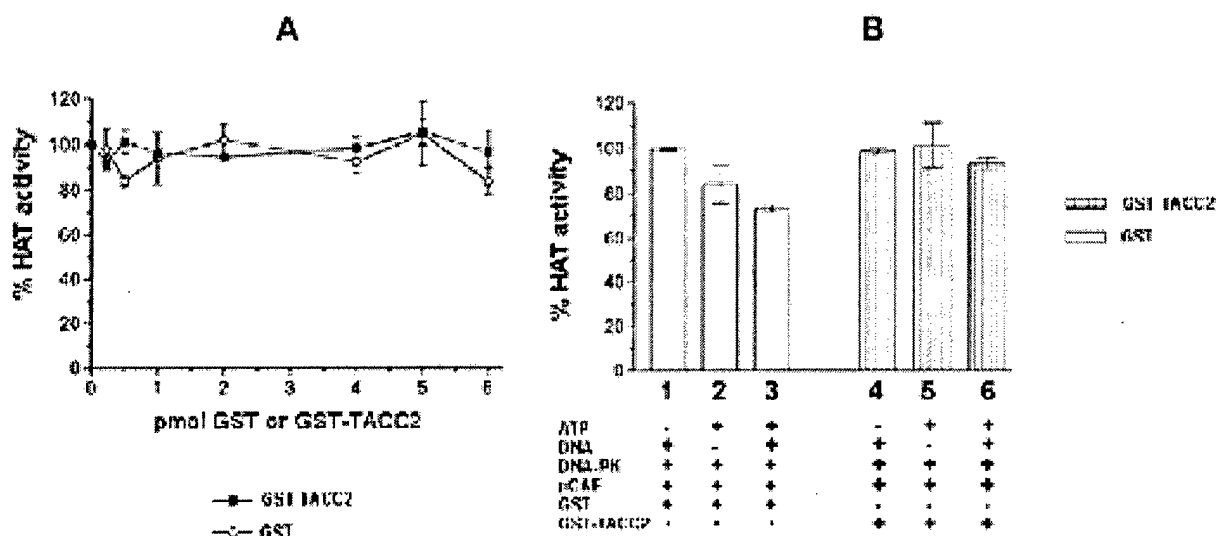 A
B
120
100
80
60
40
20
0
% HAT activity
0 1 2 3 4 5 6
pmol GST or GST-TACC2
GST TACC2
GST
120
100
80
60
40
20
0
% HAT activity
GST TACC2
GST
1 2 3 4 5 6
ATP - + + - + +
DNA + - + + - +
DNA-PK + + + + + +
pCAF + + + + + +
GST + + + - - -
GST-TACC2 - - - + + +